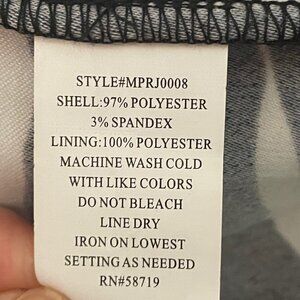 STYLE#MPRJ0008
SHELL:97% POLYESTER
3% SPANDEX
LINING:100% POLYESTER
MACHINE WASH COLD
WITH LIKE COLORS
DO NOT BLEACH
LINE DRY
IRON ON LOWEST
SETTING AS NEEDED
RN#58719